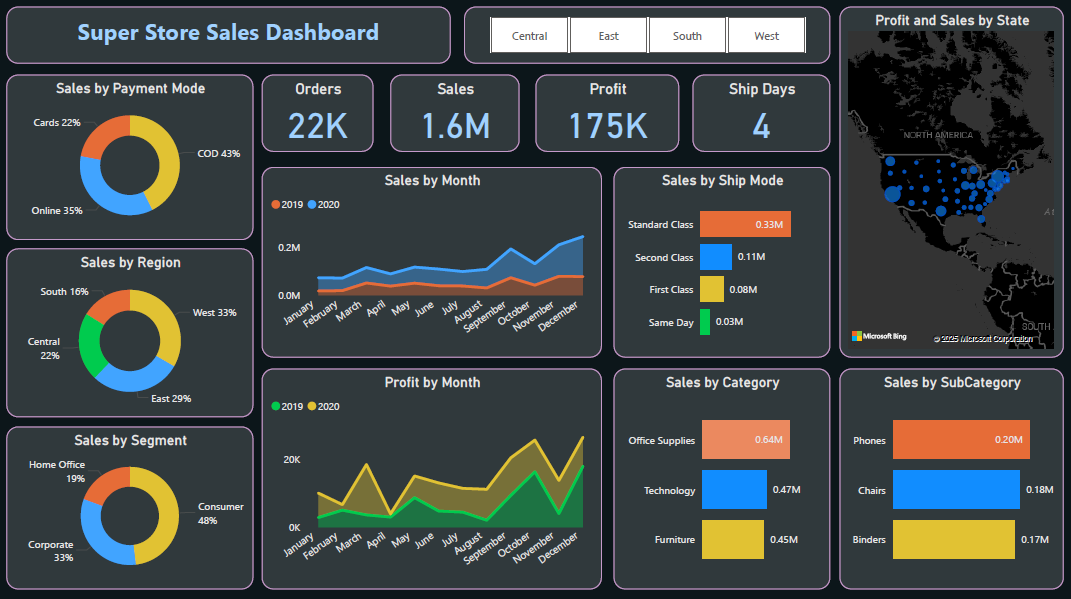 Super Store Sales Dashboard
Central
East
South
West
Profit and Sales by State
NORTH AMERICA
SOUTH
Microsoft Bing
© 2025 Microsoft Corporation
Sales by Payment Mode
Cards 22%
COD 43%
Online 35%
Orders
22K
Sales
1.6M
Profit
175K
Ship Days
4
Sales by Month
2019
2020
0.2M
0.0M
January
February
March
April
May
June
July
August
September
October
November
December
Sales by Ship Mode
Standard Class
0.33M
Second Class
0.11M
First Class
0.08M
Same Day
0.03M
Sales by Region
South 16%
West 33%
Central
22%
East 29%
Profit by Month
2019
2020
20K
0K
January
February
March
April
May
June
July
August
September
October
November
December
Sales by Category
Office Supplies
0.64M
Technology
0.47M
Furniture
0.45M
Sales by SubCategory
Phones
0.20M
Chairs
0.18M
Binders
0.17M
Sales by Segment
Home Office
19%
Consumer
48%
Corporate
33%